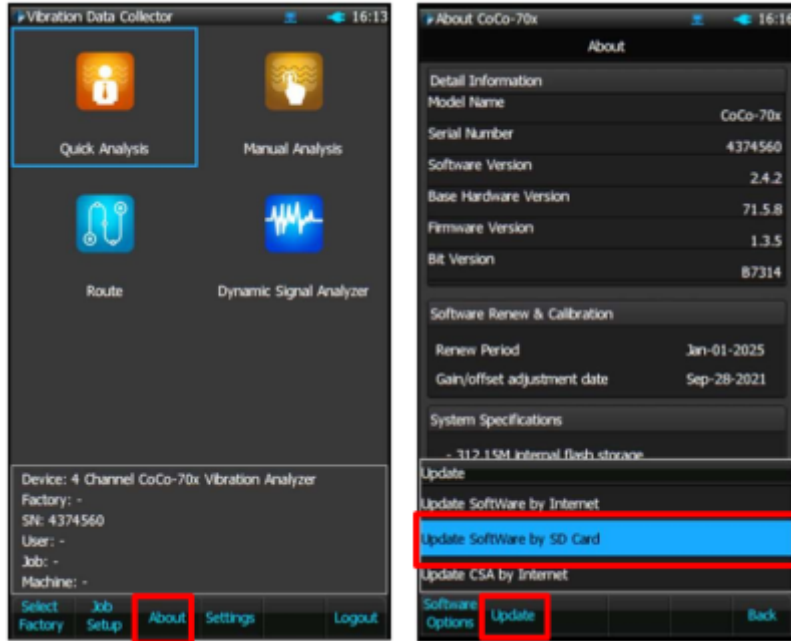 Vibration Data Collector 16:13
Quick Analysis Manual Analysis
Route Dynamic Signal Analyzer
Device: 4 Channel CoCo-70x Vibration Analyzer
Factory: -
SN: 4374560
User: -
Job: -
Machine: -
Select Factory Job Setup About Settings Logout
About CoCo-70x 16:16
About
Detail Information
Model Name
CoCo-70x
Serial Number
4374560
Software Version
2.4.2
Base Hardware Version
71.5.8
Firmware Version
1.3.5
Bit Version
B7314
Software Renew & Calibration
Renew Period Jan-01-2025
Gain/offset adjustment date Sep-28-2021
System Specifications
- 312.15M internal flash storage
Update
Update SoftWare by Internet
Update SoftWare by SD Card
Update CSA by Internet
Software Options Update Back